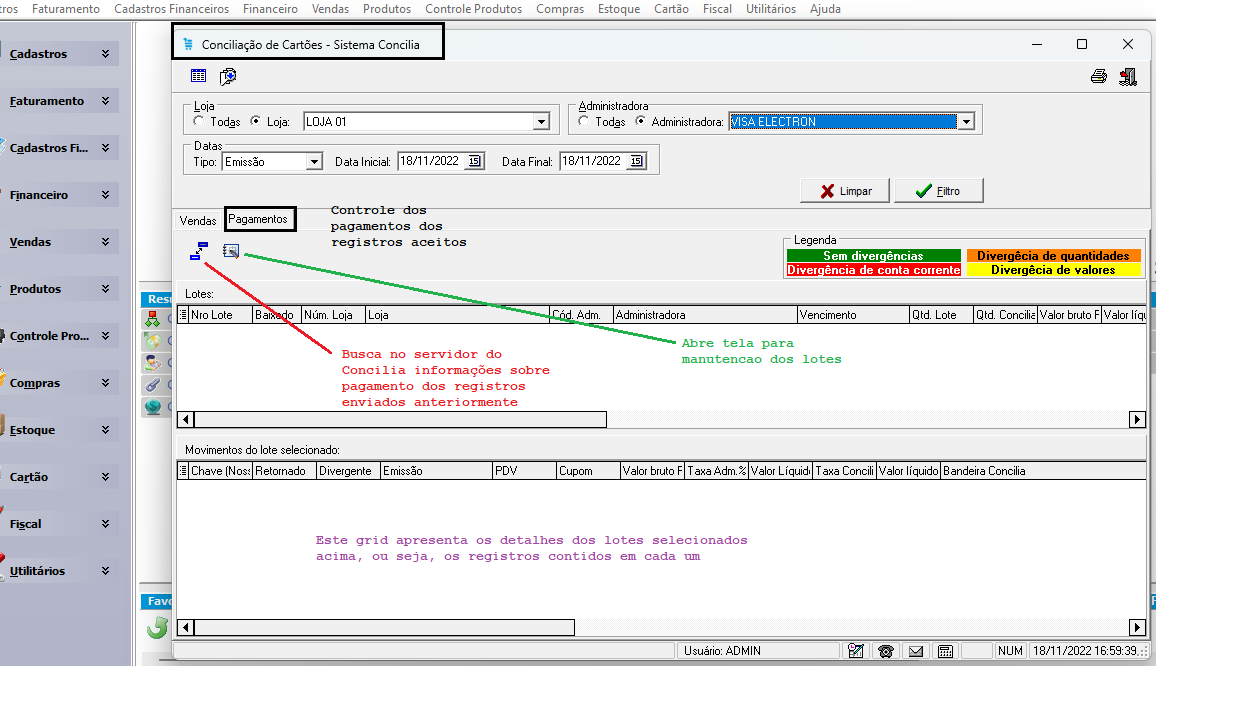 Faturamento Cadastros Financeiros Financeiro Vendas Produtos Controle Produtos Compras Estoque Cartão Fiscal Utilitários Ajuda
Cadastros
Faturamento
Cadastros Fi...
Financeiro
Vendas
Produtos
Controle Pro...
Compras
Estoque
Cartão
Fiscal
Utilitários
Conciliação de Cartões - Sistema Concilia
Loja
Todas
Loja:
LOJA 01
Administradora
Todas
Administradora:
VISA ELECTRON
Datas
Tipo:
Emissão
Data Inicial:
18/11/2022
15
Data Final:
18/11/2022
15
Limpar
Filtro
Vendas
Pagamentos
Controle dos
pagamentos dos
registros aceitos
Legenda
Sem divergências
Divergêcia de quantidades
Divergência de conta corrente
Divergêcia de valores
Lotes:
Nro Lote Baixado Núm. Loja Loja Cód. Adm. Administradora Vencimento Qtd. Lote Qtd. Concilia Valor bruto F Valor líqu
Abre tela para
manutencao dos lotes
Busca no servidor do
Concilia informações sobre
pagamento dos registros
enviados anteriormente
Movimentos do lote selecionado:
Chave (Noss Retornado Divergente Emissão PDV Cupom Valor bruto F Taxa Adm.% Valor Líquid Taxa Concili Valor líquido Bandeira Concilia
Este grid apresenta os detalhes dos lotes selecionados
acima, ou seja, os registros contidos em cada um
Resu
Favo
Usuário: ADMIN
NUM
18/11/2022 16:59:39